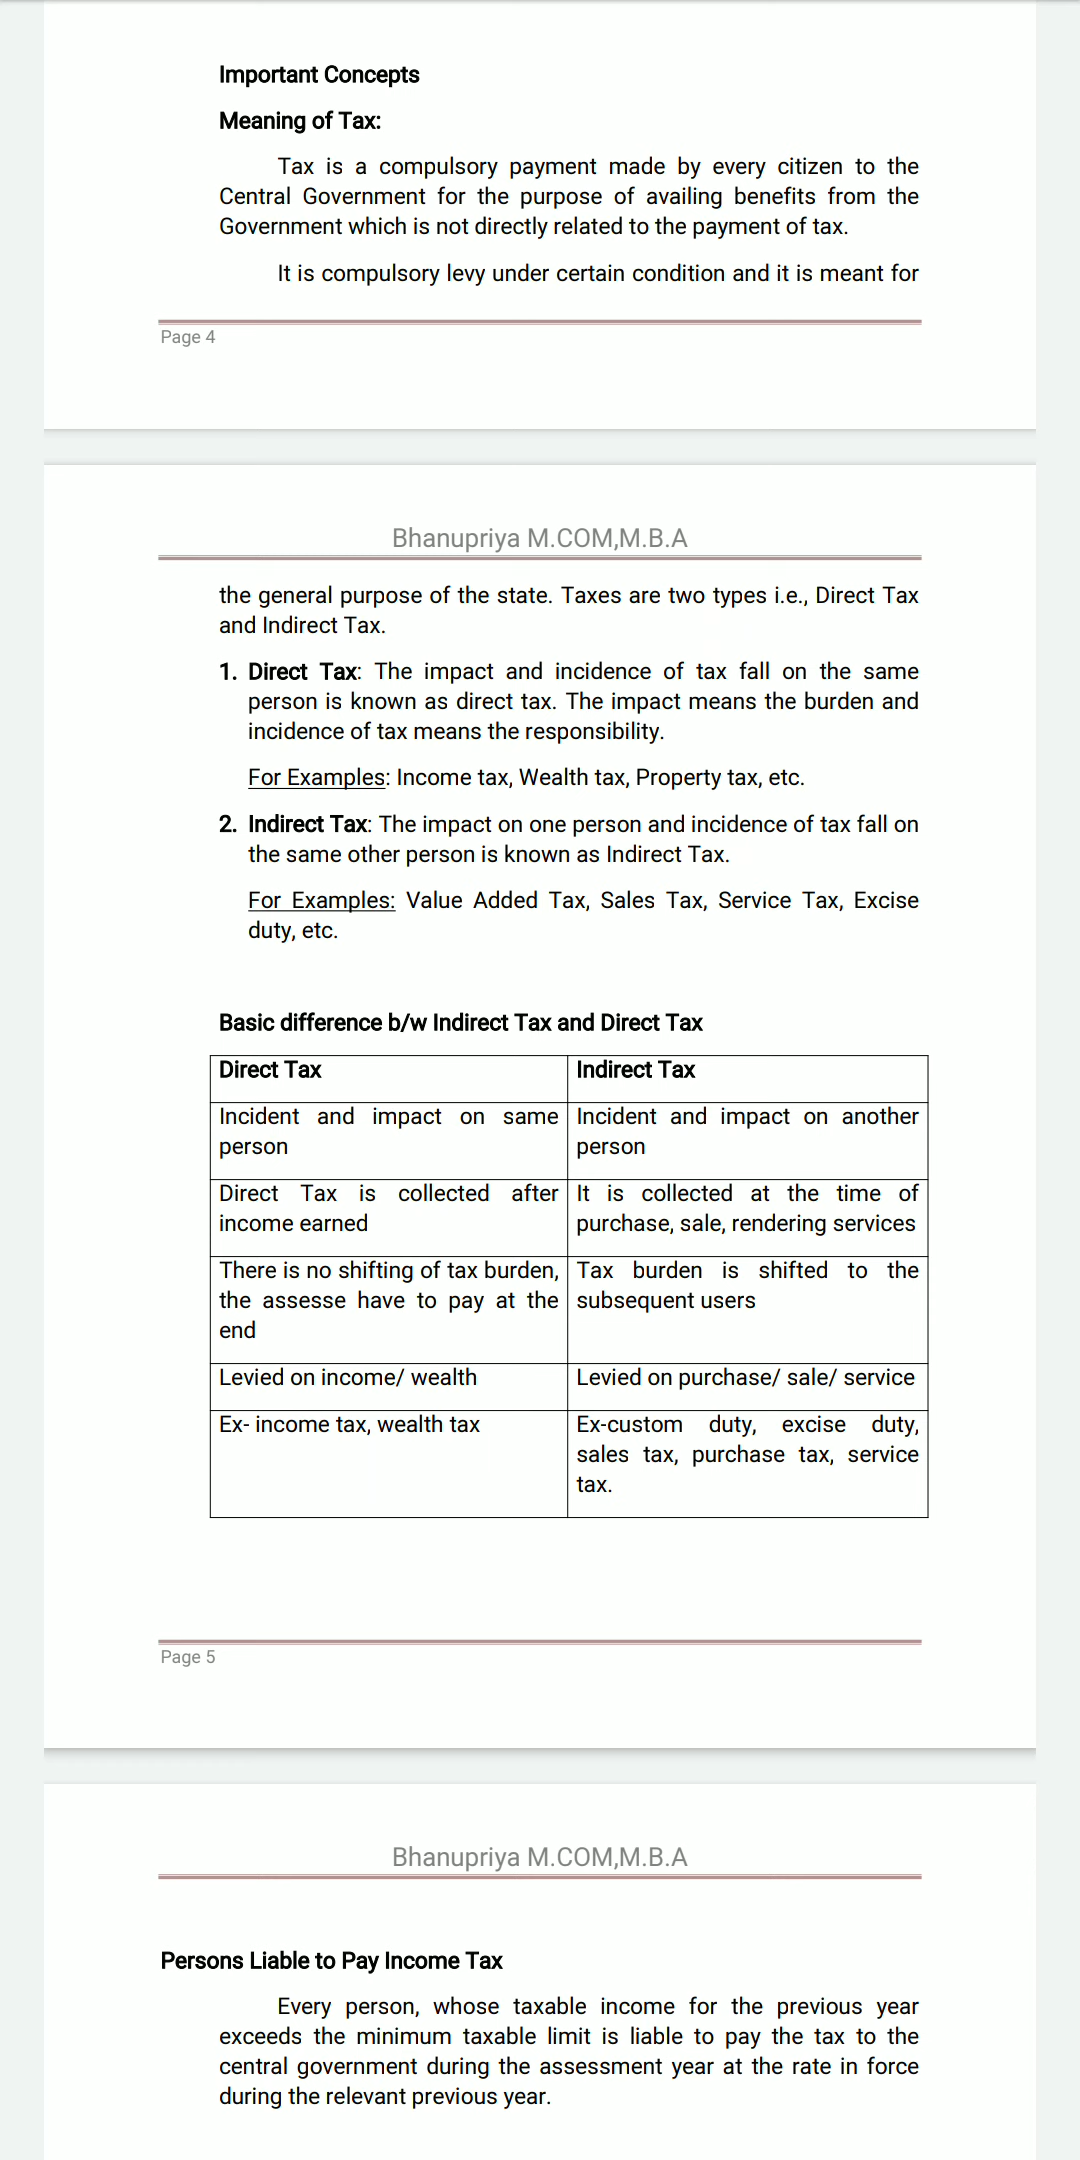 Important Concepts
Meaning of Tax:
Tax is a compulsory payment made by every citizen to the
Central Government for the purpose of availing benefits from the
Government which is not directly related to the payment of tax.
It is compulsory levy under certain condition and it is meant for
Page 4
Bhanupriya M.COM,M.B.A
the general purpose of the state. Taxes are two types i.e., Direct Tax
and Indirect Tax.
1. Direct Tax: The impact and incidence of tax fall on the same
person is known as direct tax. The impact means the burden and
incidence of tax means the responsibility.
For Examples: Income tax, Wealth tax, Property tax, etc.
2. Indirect Tax: The impact on one person and incidence of tax fall on
the same other person is known as Indirect Tax.
For Examples: Value Added Tax, Sales Tax, Service Tax, Excise
duty, etc.
Basic difference b/w Indirect Tax and Direct Tax
Direct Tax
Indirect Tax
Incident and impact on same
person
Incident and impact on another
person
Direct Tax is collected after
income earned
It is collected at the time of
purchase, sale, rendering services
There is no shifting of tax burden,
the assesse have to pay at the
end
Tax burden is shifted to the
subsequent users
Levied on income/ wealth
Levied on purchase/ sale/ service
Ex- income tax, wealth tax
Ex-custom duty, excise duty,
sales tax, purchase tax, service
tax.
Page 5
Bhanupriya M.COM,M.B.A
Persons Liable to Pay Income Tax
Every person, whose taxable income for the previous year
exceeds the minimum taxable limit is liable to pay the tax to the
central government during the assessment year at the rate in force
during the relevant previous year.